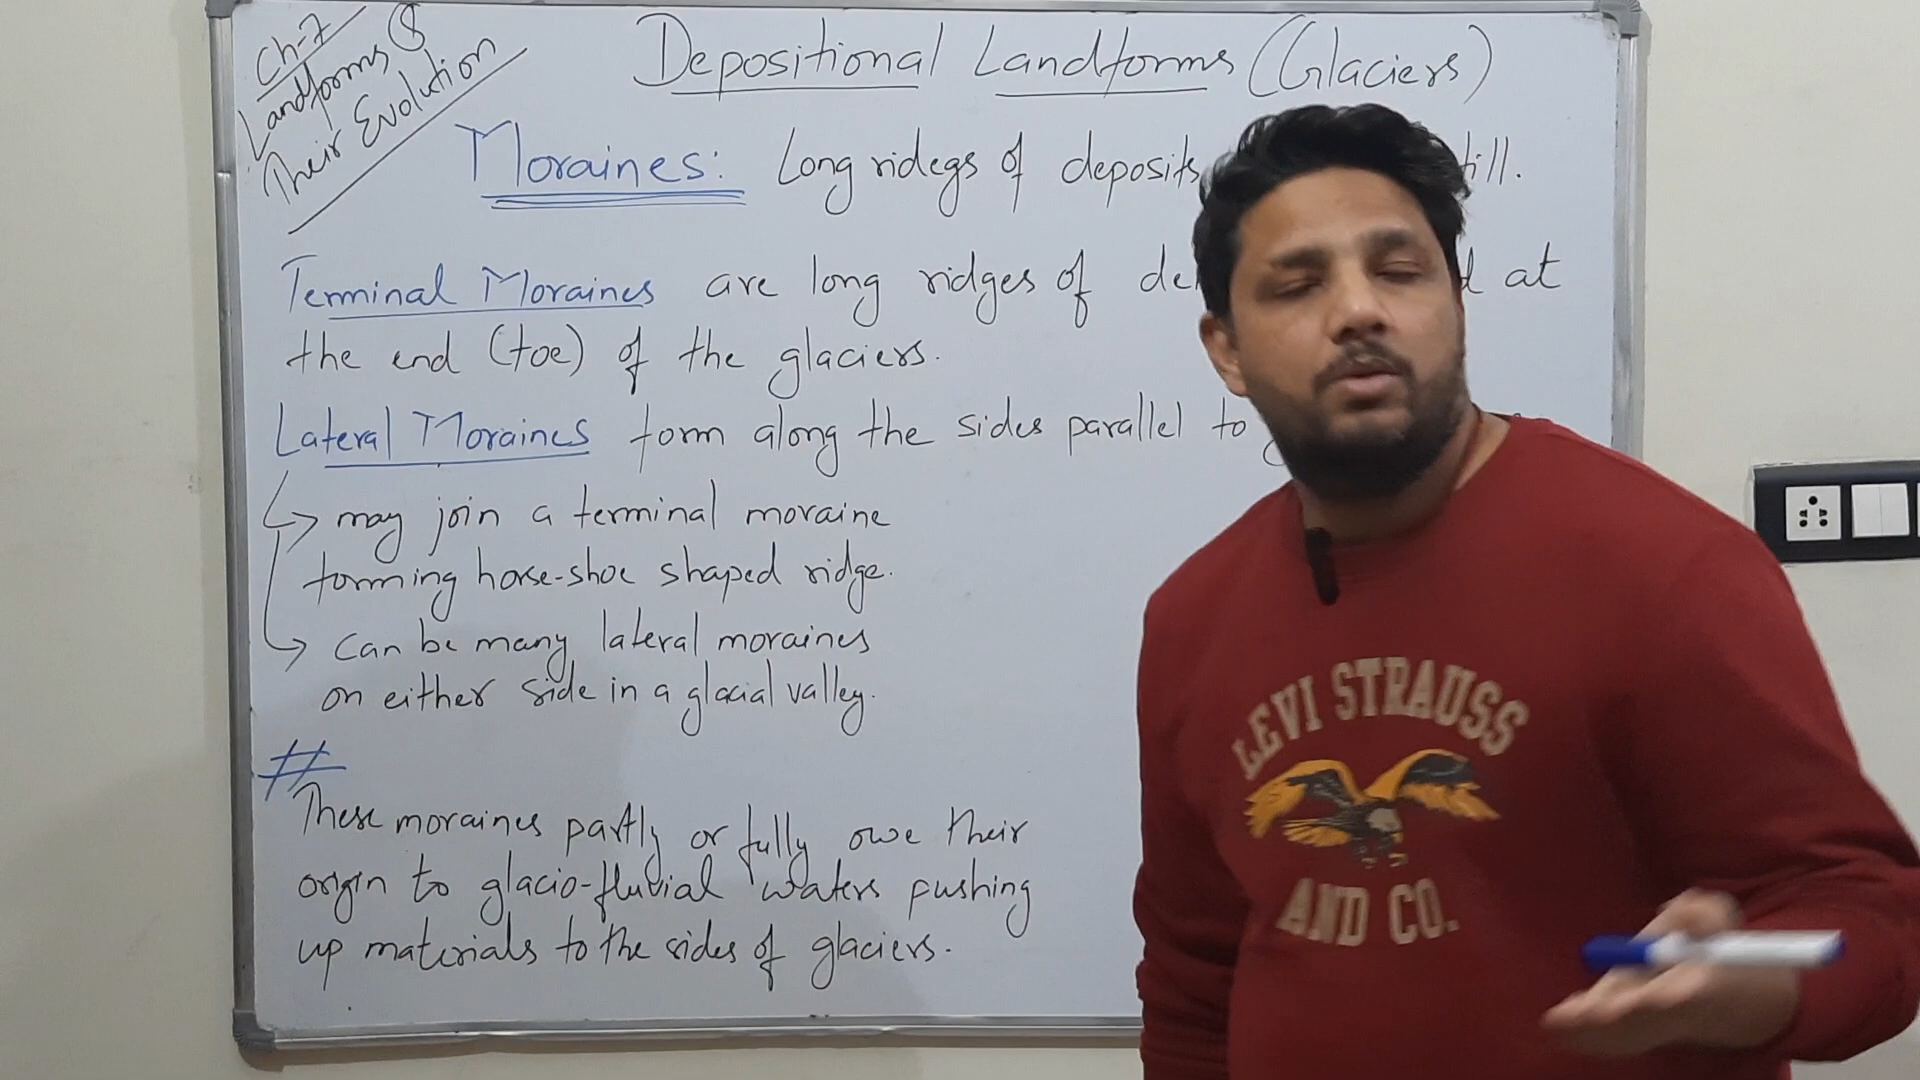 Ch-7
Landforms &
Their Evolution
Depositional Landforms (Glaciers)
Moraines: Long ridegs of deposits till.
Terminal Moraines are long ridges of de at
the end (toe) of the glaciers.
Lateral Moraines form along the sides parallel to
may join a terminal moraine
forming horse-shoe shaped ridge.
Can be many lateral moraines
on either side in a glacial valley.
#
These moraines partly or fully owe their
origin to glacio-fluvial waters pushing
up materials to the sides of glaciers.
LEVI STRAUSS
AND CO.